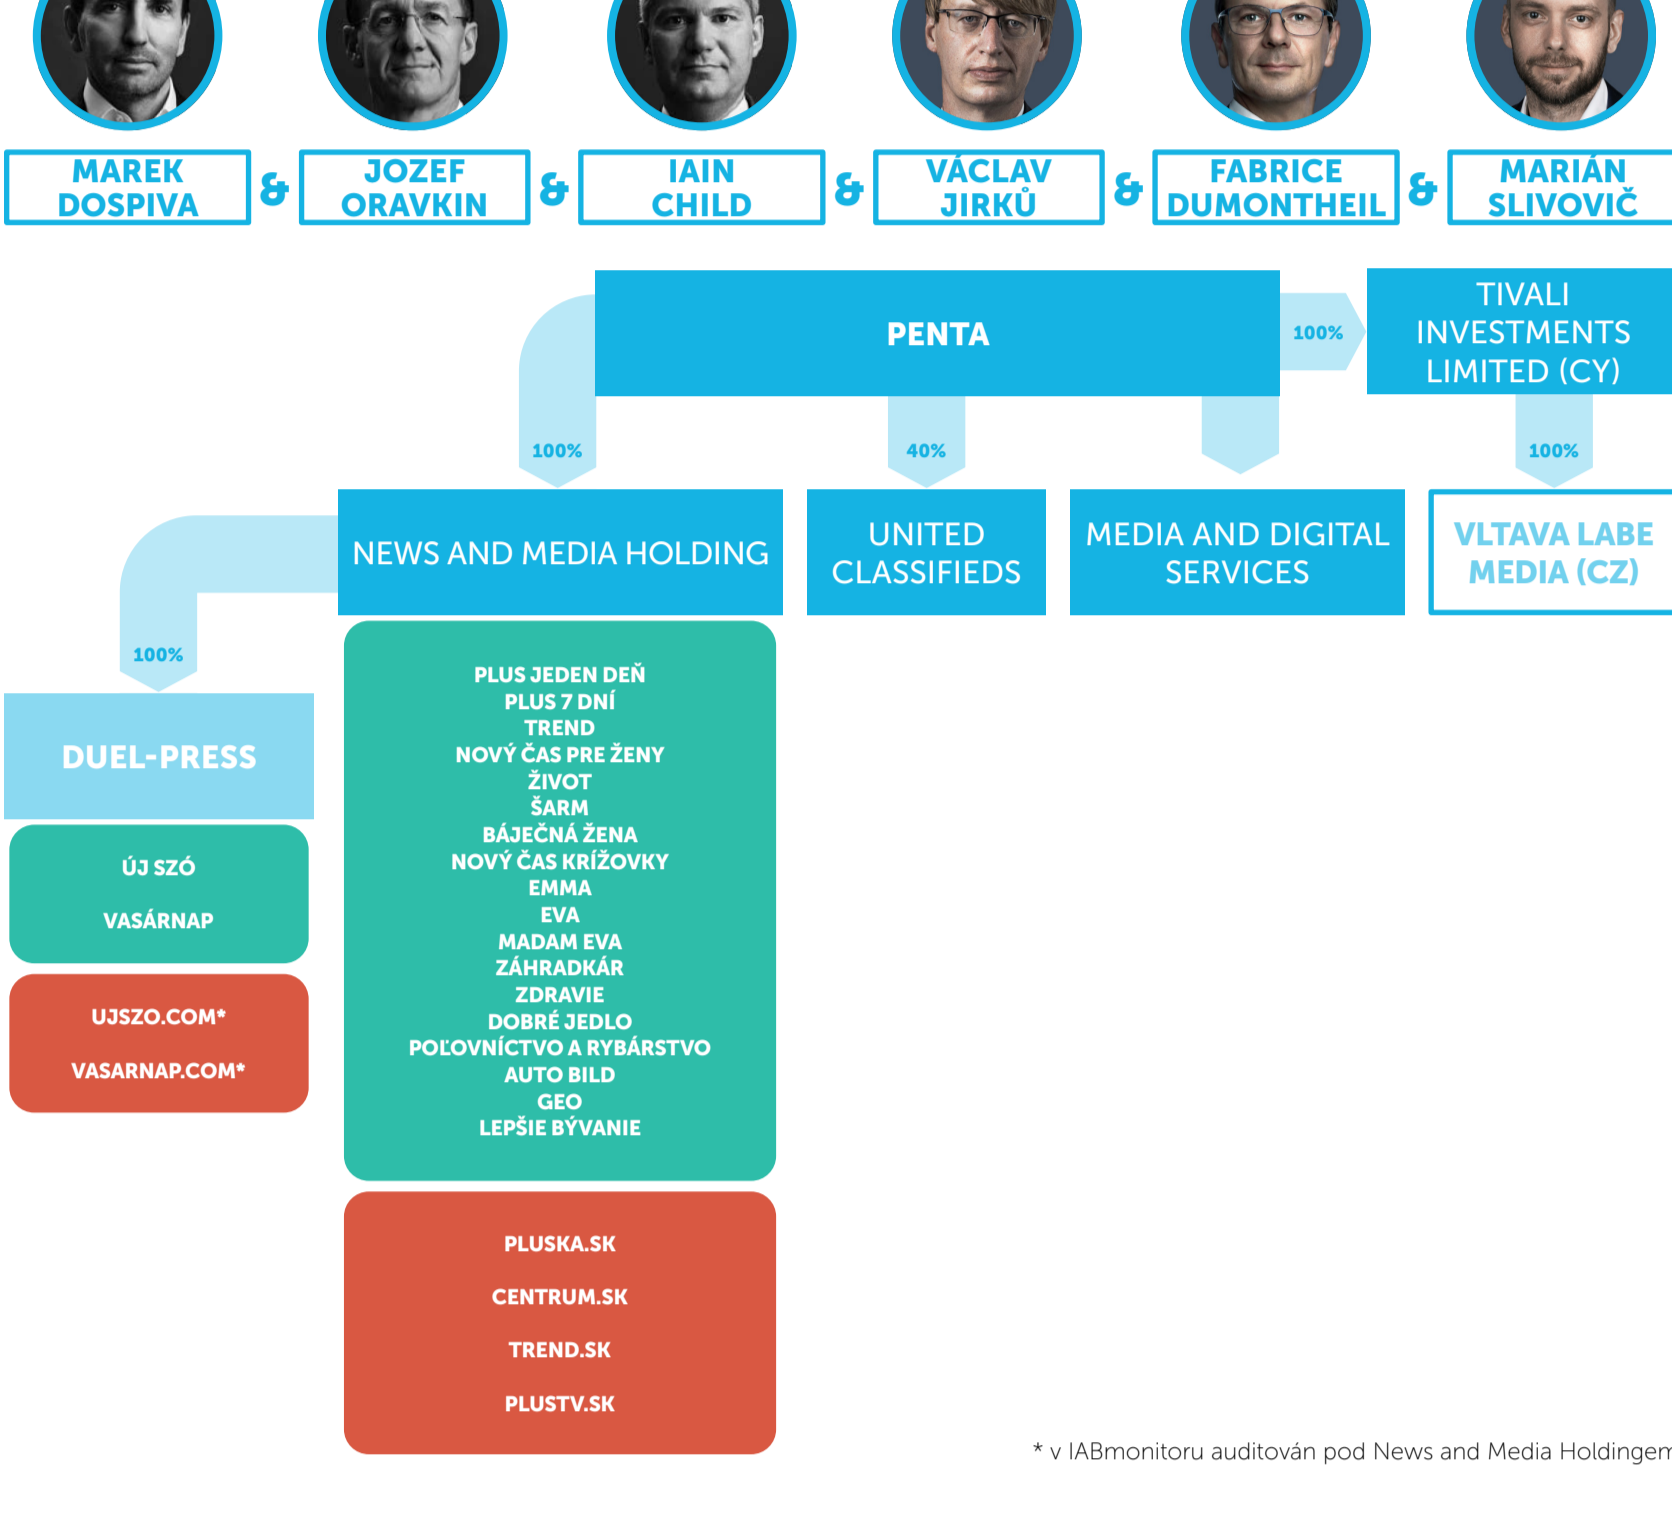 MAREK
DOSPIVA
&
JOZEF
ORAVKIN
&
IAIN
CHILD
&
VÁCLAV
JIRKŮ
&
FABRICE
DUMONTHEIL
&
MARIÁN
SLIVOVIČ
PENTA
100%
TIVALI
INVESTMENTS
LIMITED (CY)
100%
40%
100%
NEWS AND MEDIA HOLDING
UNITED
CLASSIFIEDS
MEDIA AND DIGITAL
SERVICES
VLTAVA LABE
MEDIA (CZ)
100%
DUEL-PRESS
ÚJ SZÓ
VASÁRNAP
UJSZO.COM*
VASARNAP.COM*
PLUS JEDEN DEŇ
PLUS 7 DNÍ
TREND
NOVÝ ČAS PRE ŽENY
ŽIVOT
ŠARM
BÁJEČNÁ ŽENA
NOVÝ ČAS KRÍŽOVKY
EMMA
EVA
MADAM EVA
ZÁHRADKÁR
ZDRAVIE
DOBRÉ JEDLO
POĽOVNÍCTVO A RYBÁRSTVO
AUTO BILD
GEO
LEPŠIE BÝVANIE
PLUSKA.SK
CENTRUM.SK
TREND.SK
PLUSTV.SK
* v IABmonitoru auditován pod News and Media Holdingem